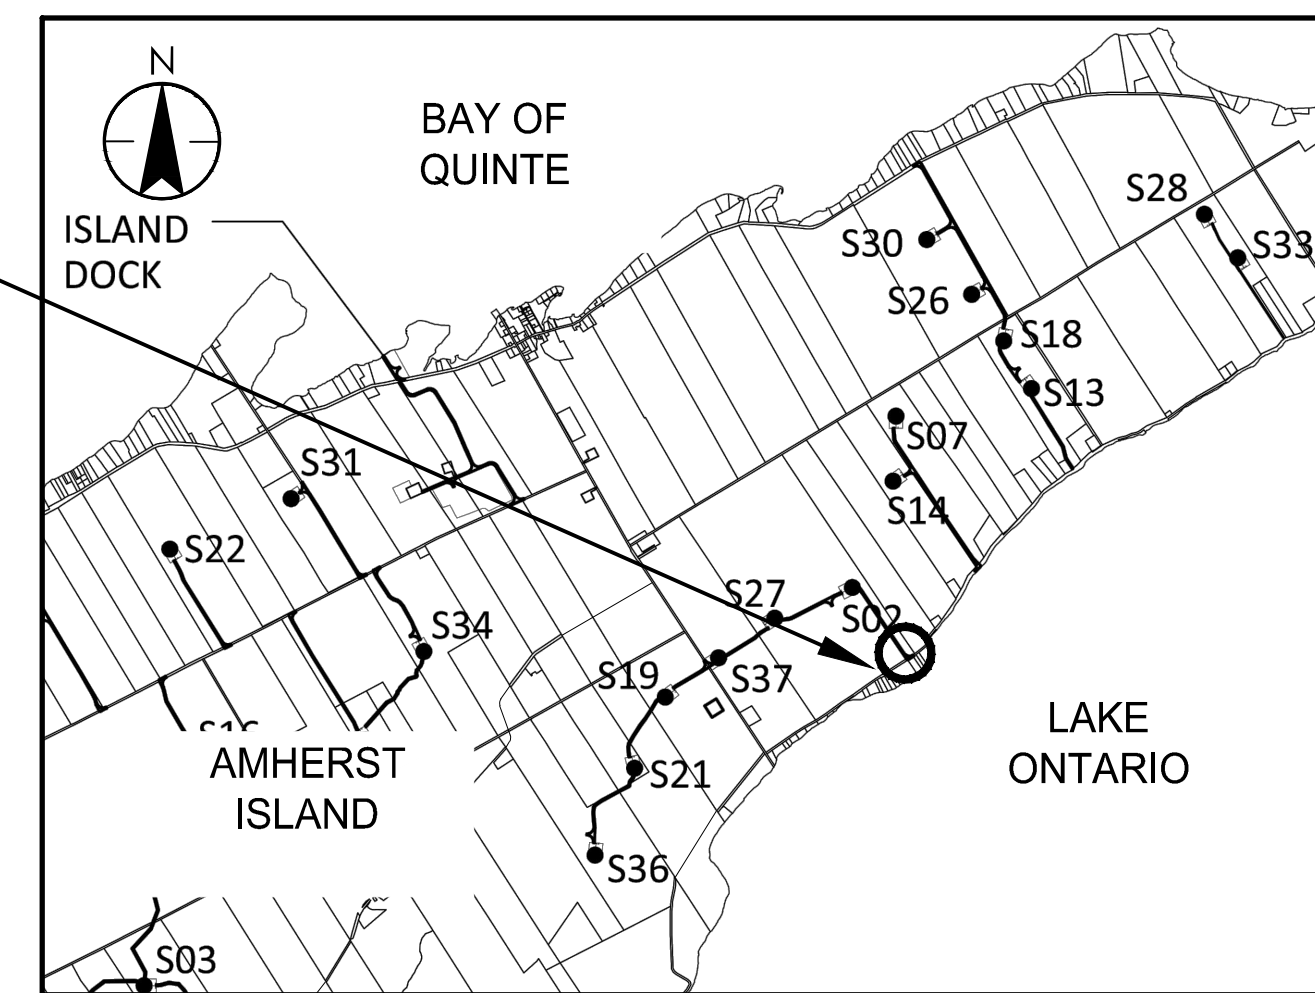 N
BAY OF
QUINTE
ISLAND
DOCK
S28
S30
S33
S26
S18
S13
S07
S31
S14
S22
S27
S02
S34
S37
S19
S16
LAKE
ONTARIO
AMHERST
ISLAND
S21
S36
S03